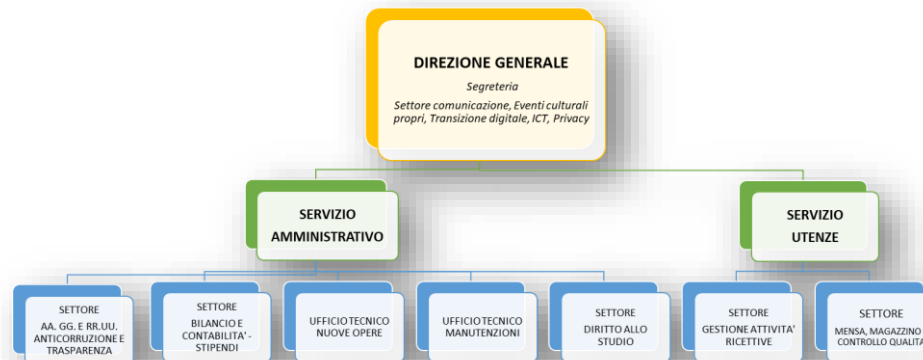 DIREZIONE GENERALE
Segreteria
Settore comunicazione, Eventi culturali
propri, Transizione digitale, ICT, Privacy
SERVIZIO
AMMINISTRATIVO
SERVIZIO
UTENZE
SETTORE
AA. GG. E RR.UU.
ANTICORRUZIONE E
TRASPARENZA
SETTORE
BILANCIO E
CONTABILITA' -
STIPENDI
UFFICIO TECNICO
NUOVE OPERE
UFFICIO TECNICO
MANUTENZIONI
SETTORE
DIRITTO ALLO
STUDIO
SETTORE
GESTIONE ATTIVITA'
RICETTIVE
SETTORE
MENSA, MAGAZZINO
CONTROLLO QUALITA